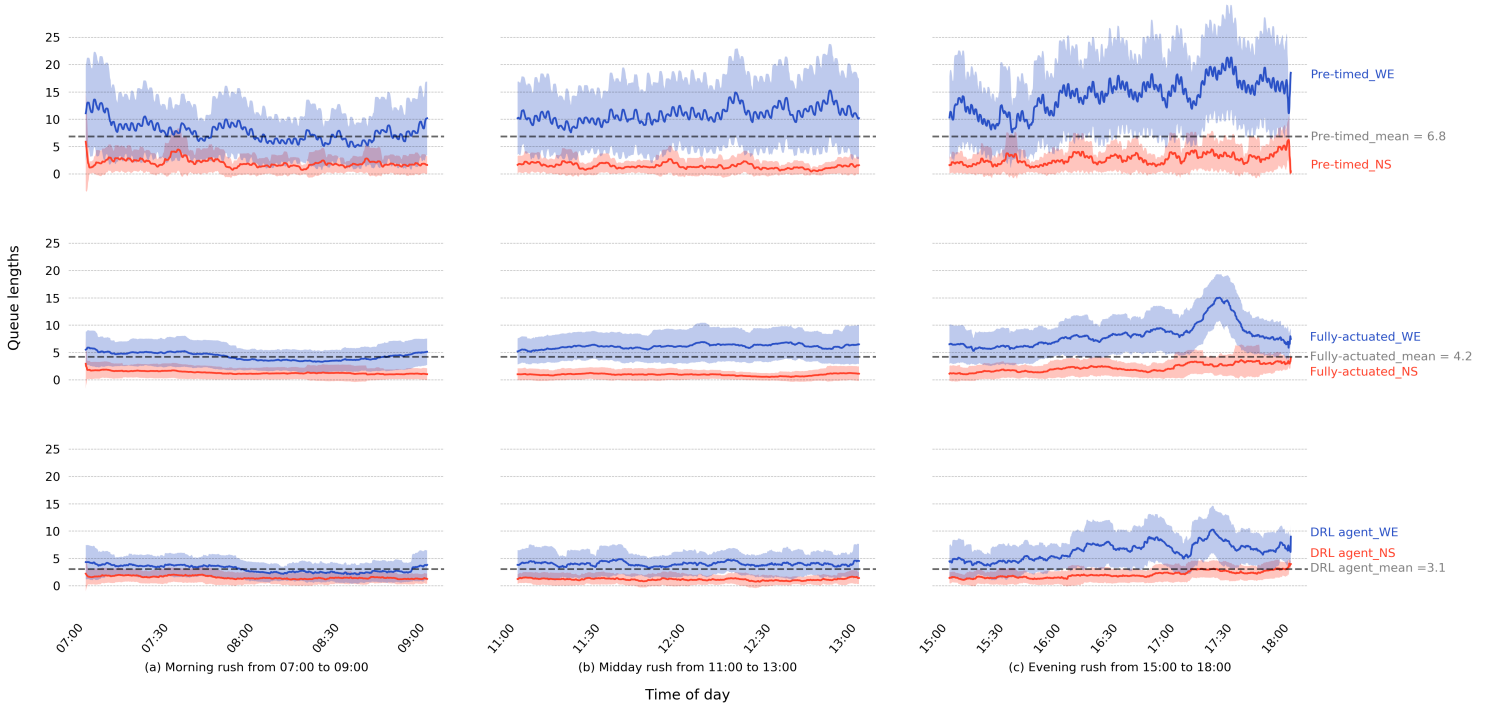 25
20
15
10
5
0
Pre-timed_WE
Pre-timed_mean = 6.8
Pre-timed_NS
Queue lengths
25
20
15
10
5
0
Fully-actuated_WE
Fully-actuated_mean = 4.2
Fully-actuated_NS
25
20
15
10
5
0
DRL agent_WE
DRL agent_NS
DRL agent_mean =3.1
07:00 07:30 08:00 08:30 09:00
11:00 11:30 12:00 12:30 13:00
15:00 15:30 16:00 16:30 17:00 17:30 18:00
(a) Morning rush from 07:00 to 09:00
(b) Midday rush from 11:00 to 13:00
(c) Evening rush from 15:00 to 18:00
Time of day